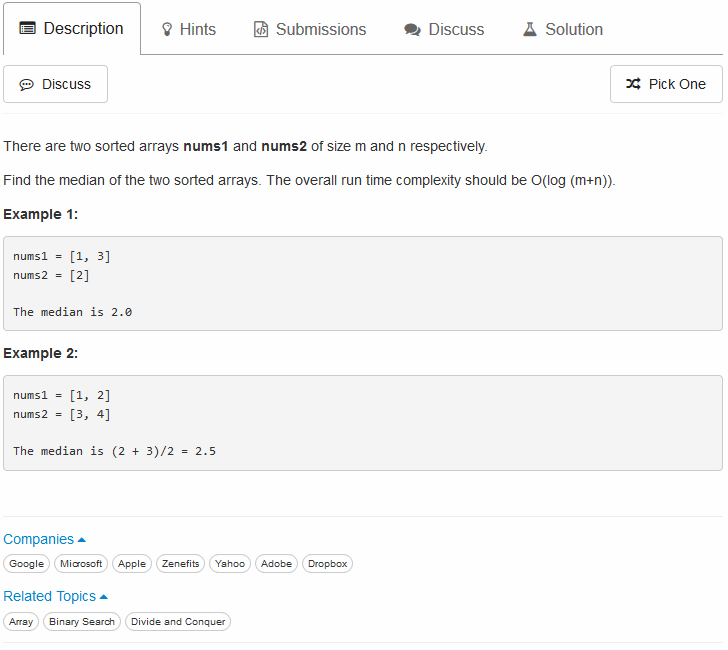 Description Hints Submissions Discuss Solution
Discuss Pick One
There are two sorted arrays nums1 and nums2 of size m and n respectively.
Find the median of the two sorted arrays. The overall run time complexity should be O(log (m+n)).
Example 1:
nums1 = [1, 3]
nums2 = [2]
The median is 2.0
Example 2:
nums1 = [1, 2]
nums2 = [3, 4]
The median is (2 + 3)/2 = 2.5
Companies
Google Microsoft Apple Zenefits Yahoo Adobe Dropbox
Related Topics
Array Binary Search Divide and Conquer